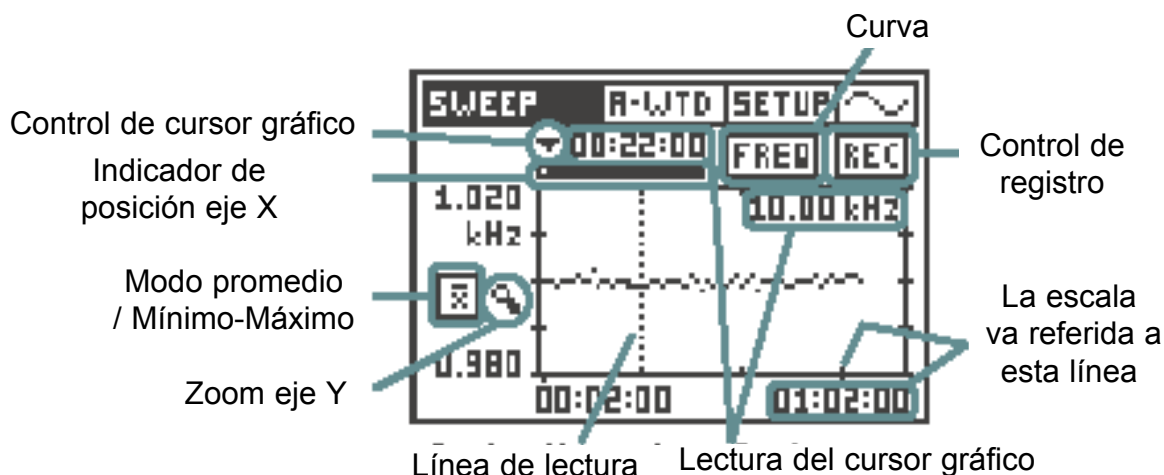 Curva
SWEEP A-WTD SETUP
Control de cursor gráfico
00:22:00 FREQ REC
Control de
registro
Indicador de
posición eje X
1.020
kHz
10.00 kHz
Modo promedio
/ Mínimo-Máximo
x
La escala
va referida a
esta línea
0.980
Zoom eje Y
00:02:00 01:02:00
Línea de lectura Lectura del cursor gráfico